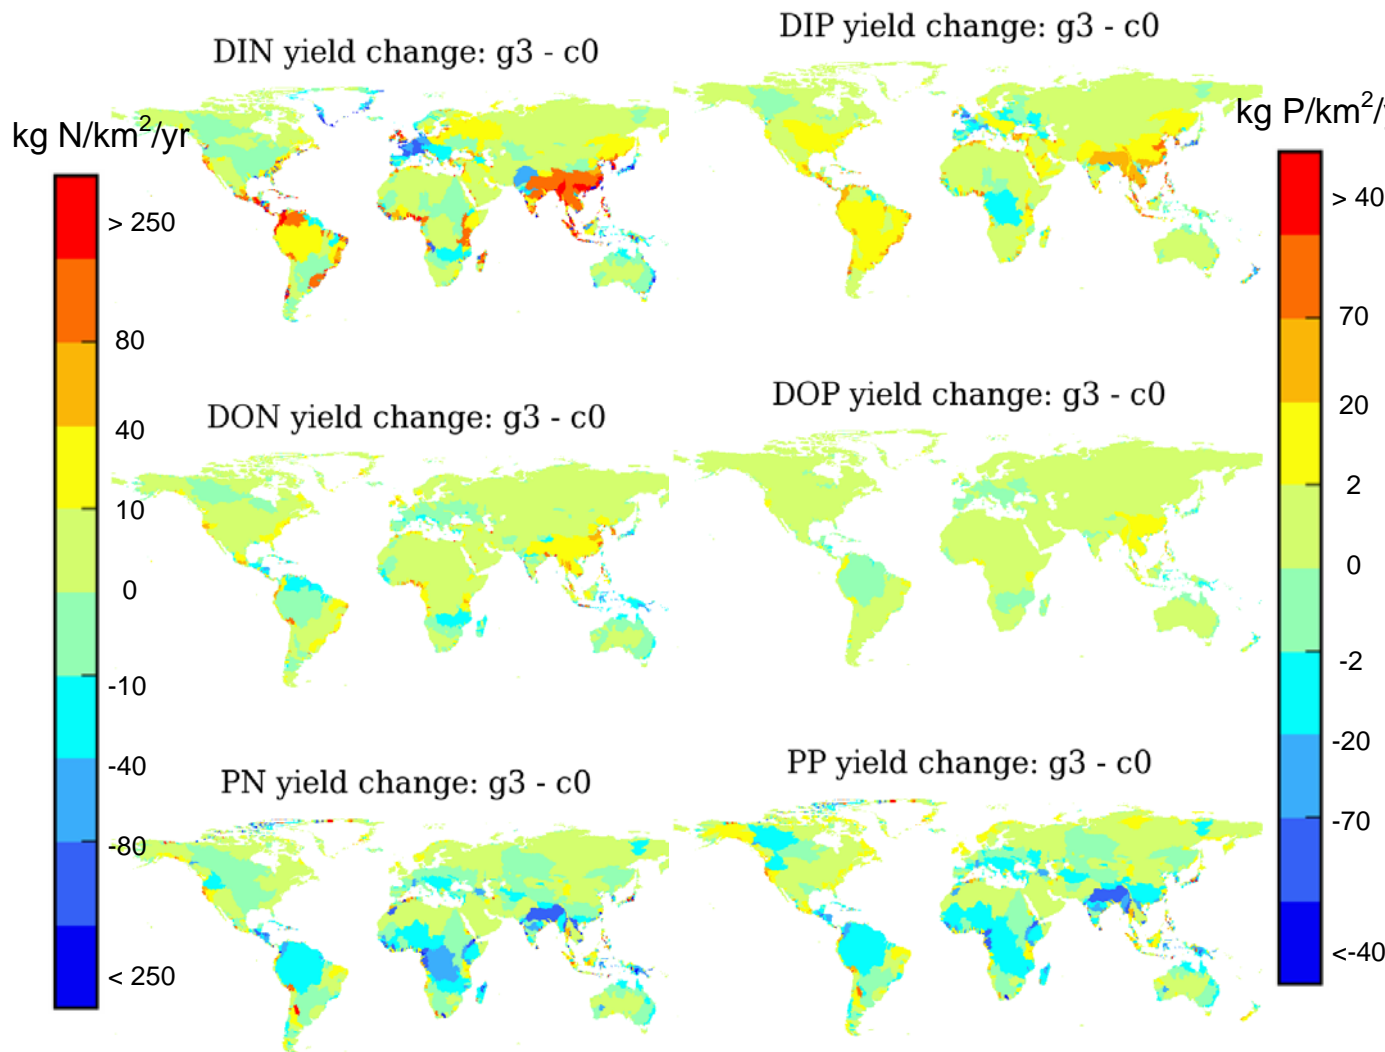 DIN yield change: g3 - c0
DIP yield change: g3 - c0
kg N/km²/yr
kg P/km²/
> 250
80
40
10
0
-10
-40
-80
< 250
> 40
70
20
2
0
-2
-20
-70
<-40
DON yield change: g3 - c0
DOP yield change: g3 - c0
PN yield change: g3 - c0
PP yield change: g3 - c0